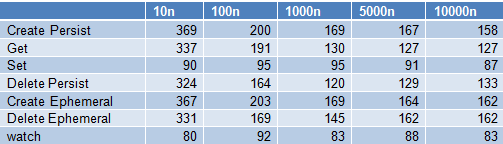 10n 100n 1000n 5000n 10000n
Create Persist 369 200 169 167 158
Get 337 191 130 127 127
Set 90 95 95 91 87
Delete Persist 324 164 120 129 133
Create Ephemeral 367 203 169 164 162
Delete Ephemeral 331 169 145 162 162
watch 80 92 83 88 83